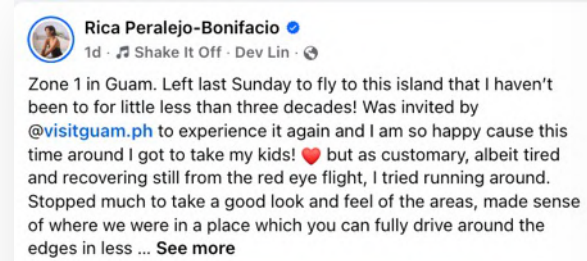 Rica Peralejo-Bonifacio
1d · Shake It Off · Dev Lin ·
Zone 1 in Guam. Left last Sunday to fly to this island that I haven't
been to for little less than three decades! Was invited by
@visitguam.ph to experience it again and I am so happy cause this
time around I got to take my kids! ❤️ but as customary, albeit tired
and recovering still from the red eye flight, I tried running around.
Stopped much to take a good look and feel of the areas, made sense
of where we were in a place which you can fully drive around the
edges in less ... See more